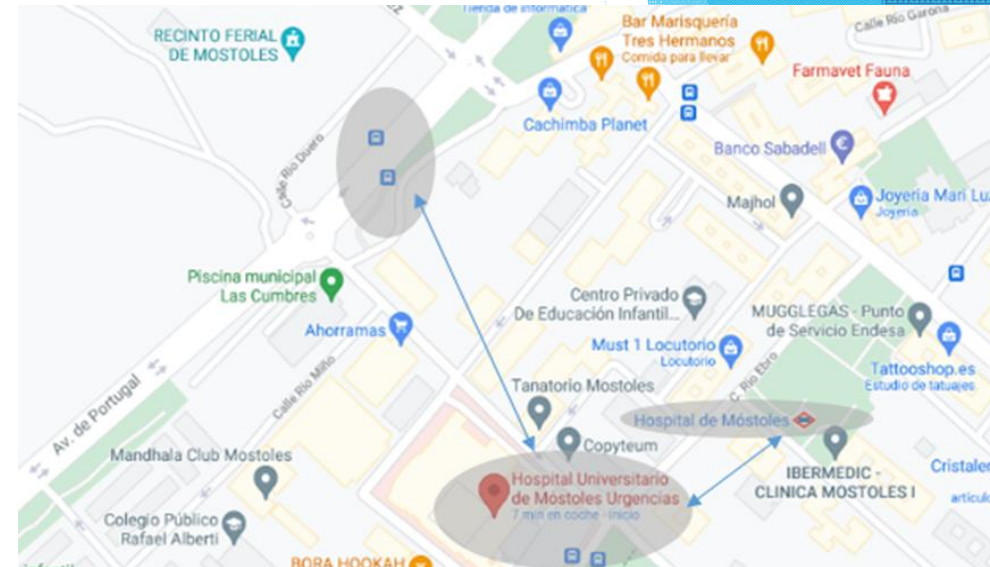 Tienda de informática
Calle Río Garona
Bar Marisquería
Tres Hermanos
Comida para llevar
RECINTO FERIAL
DE MOSTOLES
Farmavet Fauna
Cachimba Planet
Banco Sabadell
Calle Río Duero
Majhol
Joyeria Mari Luz
Joyería
Piscina municipal
Las Cumbres
Centro Privado
De Educación Infantil...
MUGGLEGAS - Punto
de Servicio Endesa
Ahorramas
Must 1 Locutorio
Locutorio
C. Río Ebro
Tattooshop.es
Estudio de tatuajes
Tanatorio Mostoles
Calle Río Miño
Av. de Portugal
Hospital de Móstoles
Copyteum
Mandhala Club Mostoles
IBERMEDIC -
CLINICA MOSTOLES I
Cristaler
artícul
Hospital Universitario
de Móstoles Urgencias
7 min en coche - Inicio
Colegio Público
Rafael Alberti
BORA HOOKAH